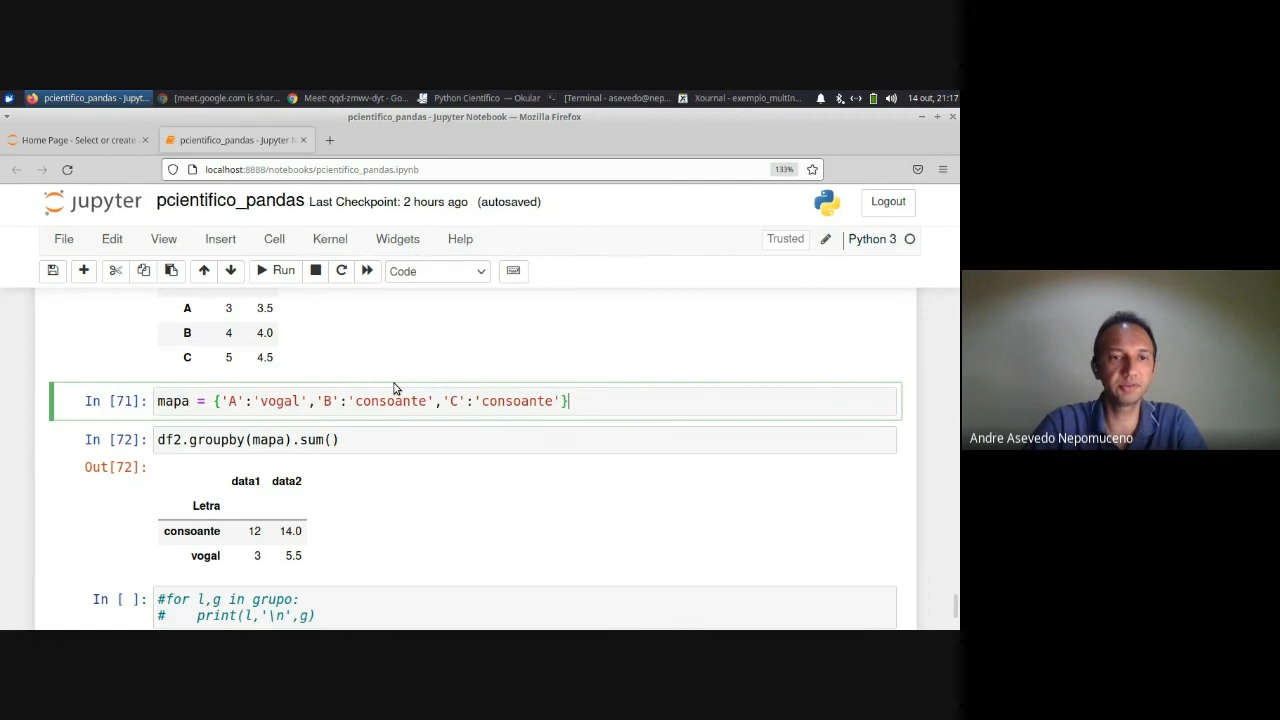 pcientifico_pandas - Jupyt...
[meet.google.com is shar...
Meet: qqd-zmww-dyt - Go...
Python Científico — Okular
[Terminal - asevedo@nep...
Xournal - exemplo_multIn...
14 out, 21:17
pcientifico_pandas - Jupyter Notebook — Mozilla Firefox
Home Page - Select or create
pcientifico_pandas - Jupyter N
localhost:8888/notebooks/pcientifico_pandas.ipynb
133%
jupyter
pcientifico_pandas Last Checkpoint: 2 hours ago (autosaved)
Logout
File Edit View Insert Cell Kernel Widgets Help
Trusted
Python 3
Run
Code
A 3 3.5
B 4 4.0
C 5 4.5
In [71]: mapa = {'A':'vogal','B':'consoante','C':'consoante'}
In [72]: df2.groupby(mapa).sum()
Out[72]:
data1 data2
Letra
consoante 12 14.0
vogal 3 5.5
In [ ]: #for l,g in grupo:
# print(l,'\n',g)
Andre Asevedo Nepomuceno